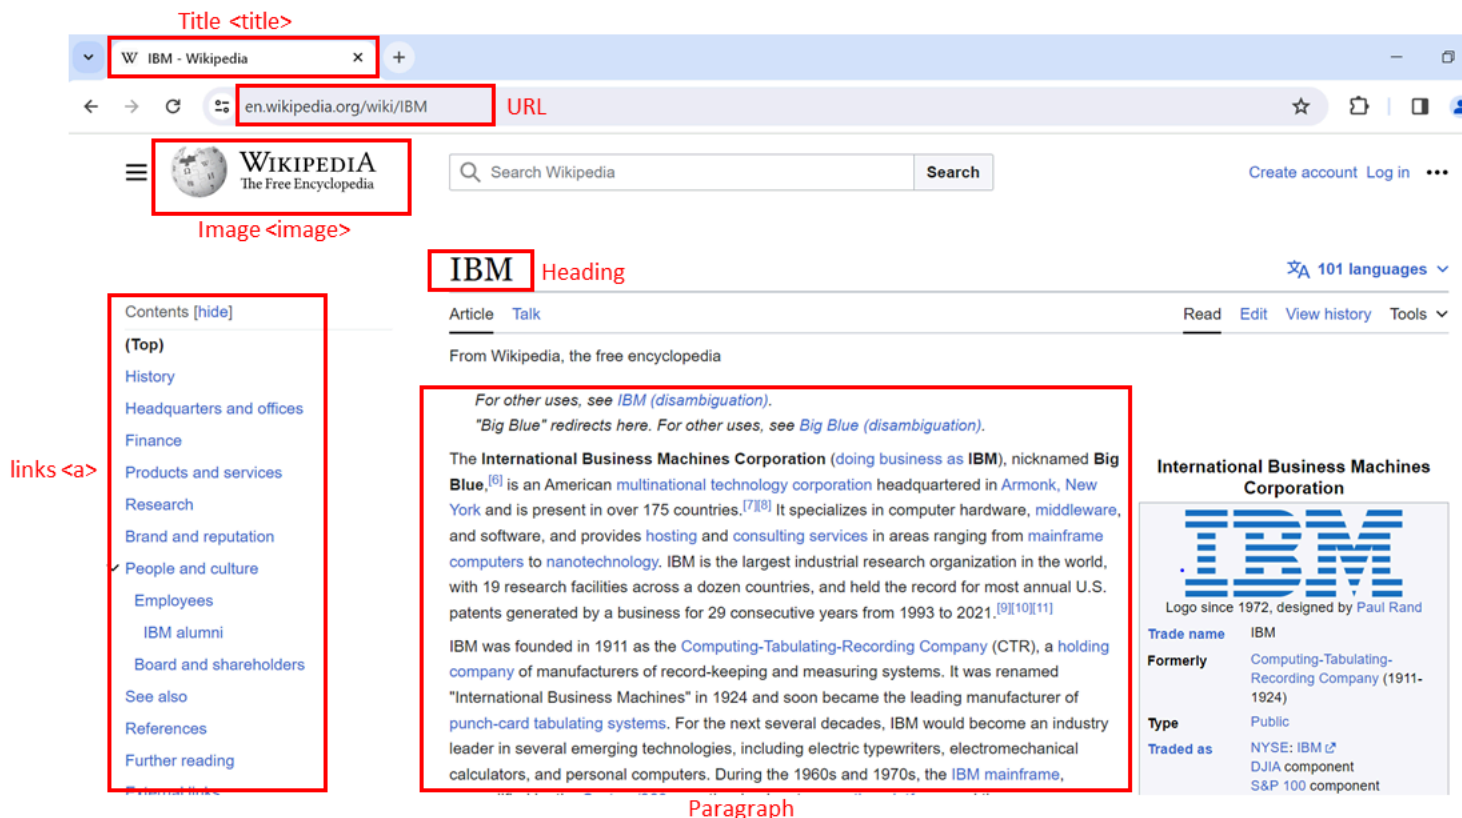 Title <title>
W IBM - Wikipedia
en.wikipedia.org/wiki/IBM
URL
WIKIPEDIA
The Free Encyclopedia
Search Wikipedia
Search
Create account Log in
Image <image>
IBM
Heading
101 languages
Contents [hide]
(Top)
History
Headquarters and offices
Finance
Products and services
Research
Brand and reputation
People and culture
Employees
IBM alumni
Board and shareholders
See also
References
Further reading
External links
links <a>
Article Talk
Read Edit View history Tools
From Wikipedia, the free encyclopedia
For other uses, see IBM (disambiguation).
"Big Blue" redirects here. For other uses, see Big Blue (disambiguation).
The International Business Machines Corporation (doing business as IBM), nicknamed Big
Blue,[6] is an American multinational technology corporation headquartered in Armonk, New
York and is present in over 175 countries.[7][8] It specializes in computer hardware, middleware,
and software, and provides hosting and consulting services in areas ranging from mainframe
computers to nanotechnology. IBM is the largest industrial research organization in the world,
with 19 research facilities across a dozen countries, and held the record for most annual U.S.
patents generated by a business for 29 consecutive years from 1993 to 2021.[9][10][11]
IBM was founded in 1911 as the Computing-Tabulating-Recording Company (CTR), a holding
company of manufacturers of record-keeping and measuring systems. It was renamed
"International Business Machines" in 1924 and soon became the leading manufacturer of
punch-card tabulating systems. For the next several decades, IBM would become an industry
leader in several emerging technologies, including electric typewriters, electromechanical
calculators, and personal computers. During the 1960s and 1970s, the IBM mainframe,
Paragraph
International Business Machines
Corporation
IBM
Logo since 1972, designed by Paul Rand
Trade name IBM
Formerly Computing-Tabulating-
Recording Company (1911-
1924)
Type Public
Traded as NYSE: IBM
DJIA component
S&P 100 component